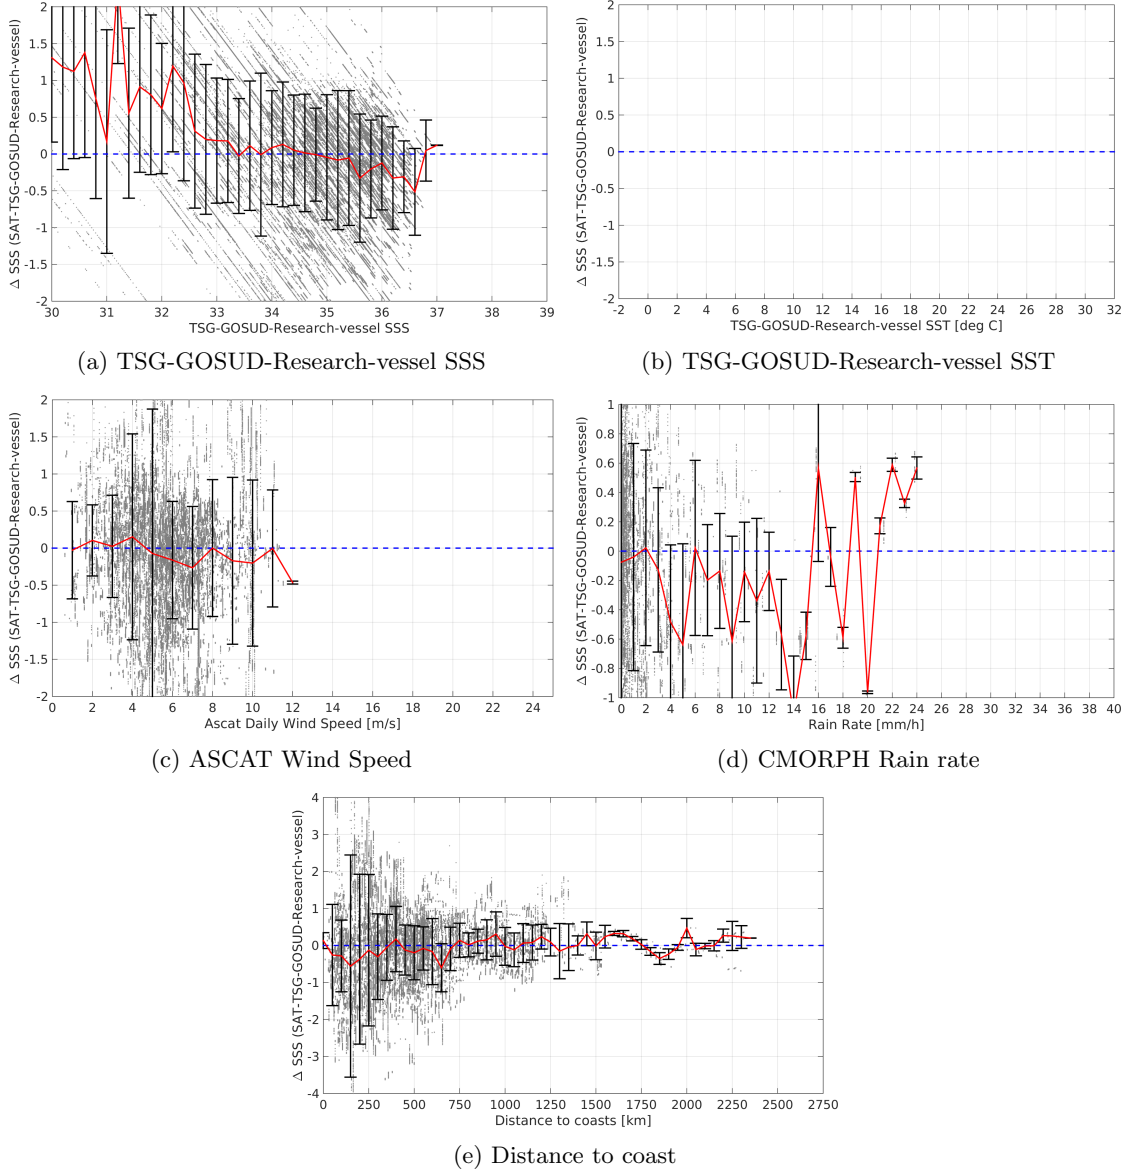 Δ SSS (SAT-TSG-GOSUD-Research-vessel)
2
1.5
1
0.5
0
-0.5
-1
-1.5
-2
30 31 32 33 34 35 36 37 38 39
TSG-GOSUD-Research-vessel SSS
(a) TSG-GOSUD-Research-vessel SSS
Δ SSS (SAT-TSG-GOSUD-Research-vessel)
2
1.5
1
0.5
0
-0.5
-1
-1.5
-2
-2 0 2 4 6 8 10 12 14 16 18 20 22 24 26 28 30 32
TSG-GOSUD-Research-vessel SST [deg C]
(b) TSG-GOSUD-Research-vessel SST
Δ SSS (SAT-TSG-GOSUD-Research-vessel)
2
1.5
1
0.5
0
-0.5
-1
-1.5
-2
0 2 4 6 8 10 12 14 16 18 20 22 24
Ascat Daily Wind Speed [m/s]
(c) ASCAT Wind Speed
Δ SSS (SAT-TSG-GOSUD-Research-vessel)
1
0.8
0.6
0.4
0.2
0
-0.2
-0.4
-0.6
-0.8
-1
0 2 4 6 8 10 12 14 16 18 20 22 24 26 28 30 32 34 36 38 40
Rain Rate [mm/h]
(d) CMORPH Rain rate
Δ SSS (SAT-TSG-GOSUD-Research-vessel)
4
3
2
1
0
-1
-2
-3
-4
0 250 500 750 1000 1250 1500 1750 2000 2250 2500 2750
Distance to coasts [km]
(e) Distance to coast